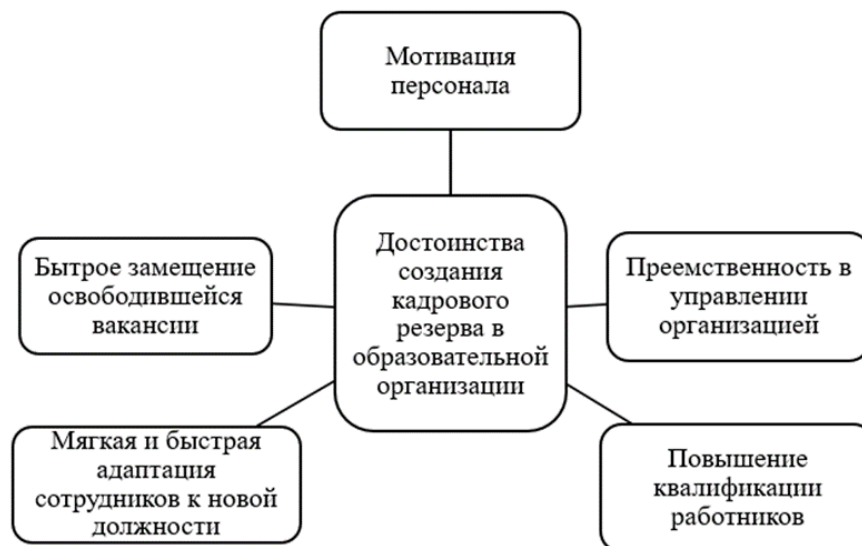 Мотивация
персонала
Достоинства
создания
кадрового
резерва в
образовательной
организации
Бытрое замещение
освободившейся
вакансии
Преемственность в
управлении
организацией
Мягкая и быстрая
адаптация
сотрудников к новой
должности
Повышение
квалификации
работников